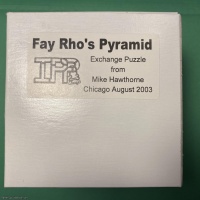 Fay Rho's Pyramid
Exchange Puzzle
from
Mike Hawthorne
Chicago August 2003